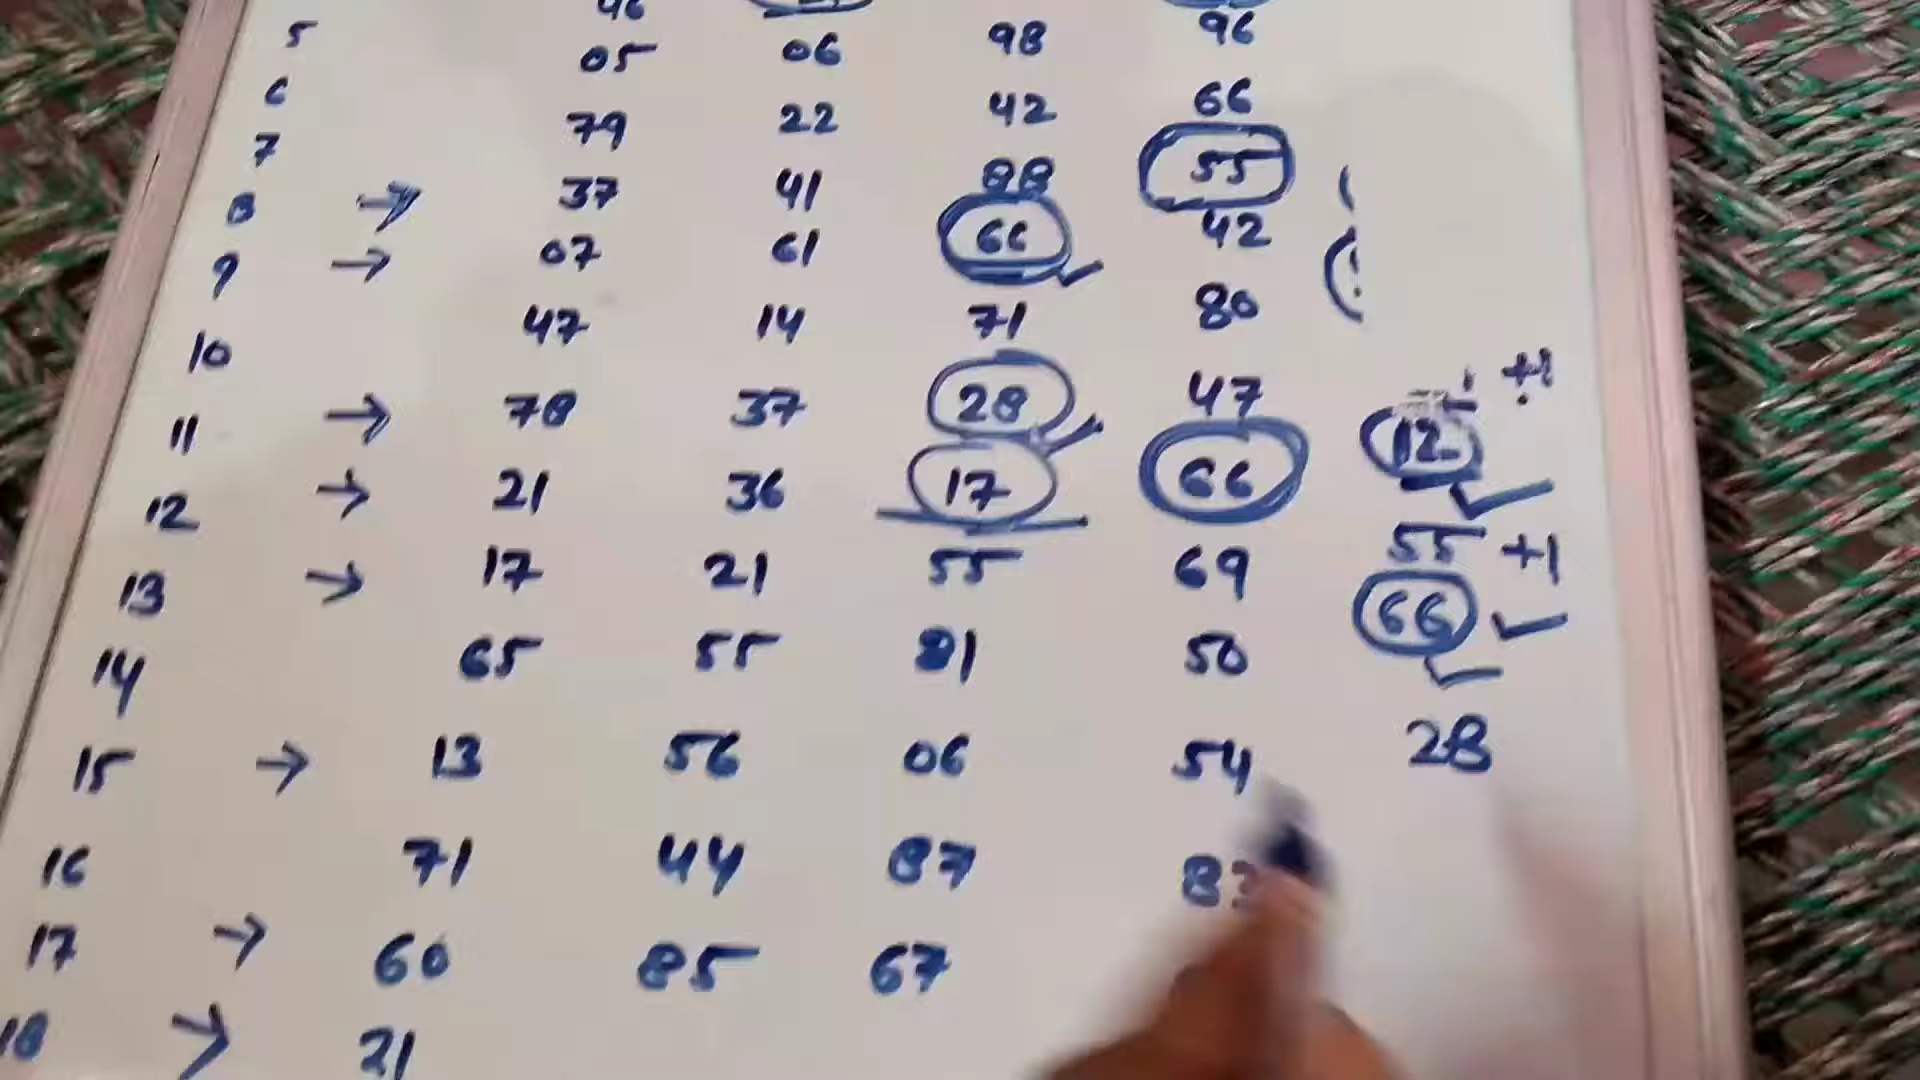 46
5 05 06 98 96
6 79 22 42 66
7 37 41 88 55
8 → 07 61 66 42
9 → 47 14 71 80
10 78 37 28 47
11 → 21 36 17 66 12 +1
12 → 17 21 55 69 55 +1
13 → 65 55 81 50 66
14 13 56 06 54 28
15 → 71 44 87 83
16 60 85 67
17 → 21
18 →